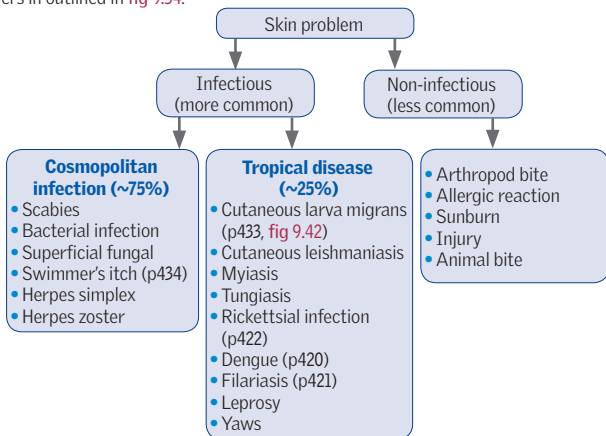 ers in outlined in fig 9.54.
Skin problem
Infectious
(more common)
Non-infectious
(less common)
Cosmopolitan
infection (~75%)
• Scabies
• Bacterial infection
• Superficial fungal
• Swimmer's itch (p434)
• Herpes simplex
• Herpes zoster
Tropical disease
(~25%)
• Cutaneous larva migrans
(p433, fig 9.42)
• Cutaneous leishmaniasis
• Myiasis
• Tungiasis
• Rickettsial infection
(p422)
• Dengue (p420)
• Filariasis (p421)
• Leprosy
• Yaws
• Arthropod bite
• Allergic reaction
• Sunburn
• Injury
• Animal bite